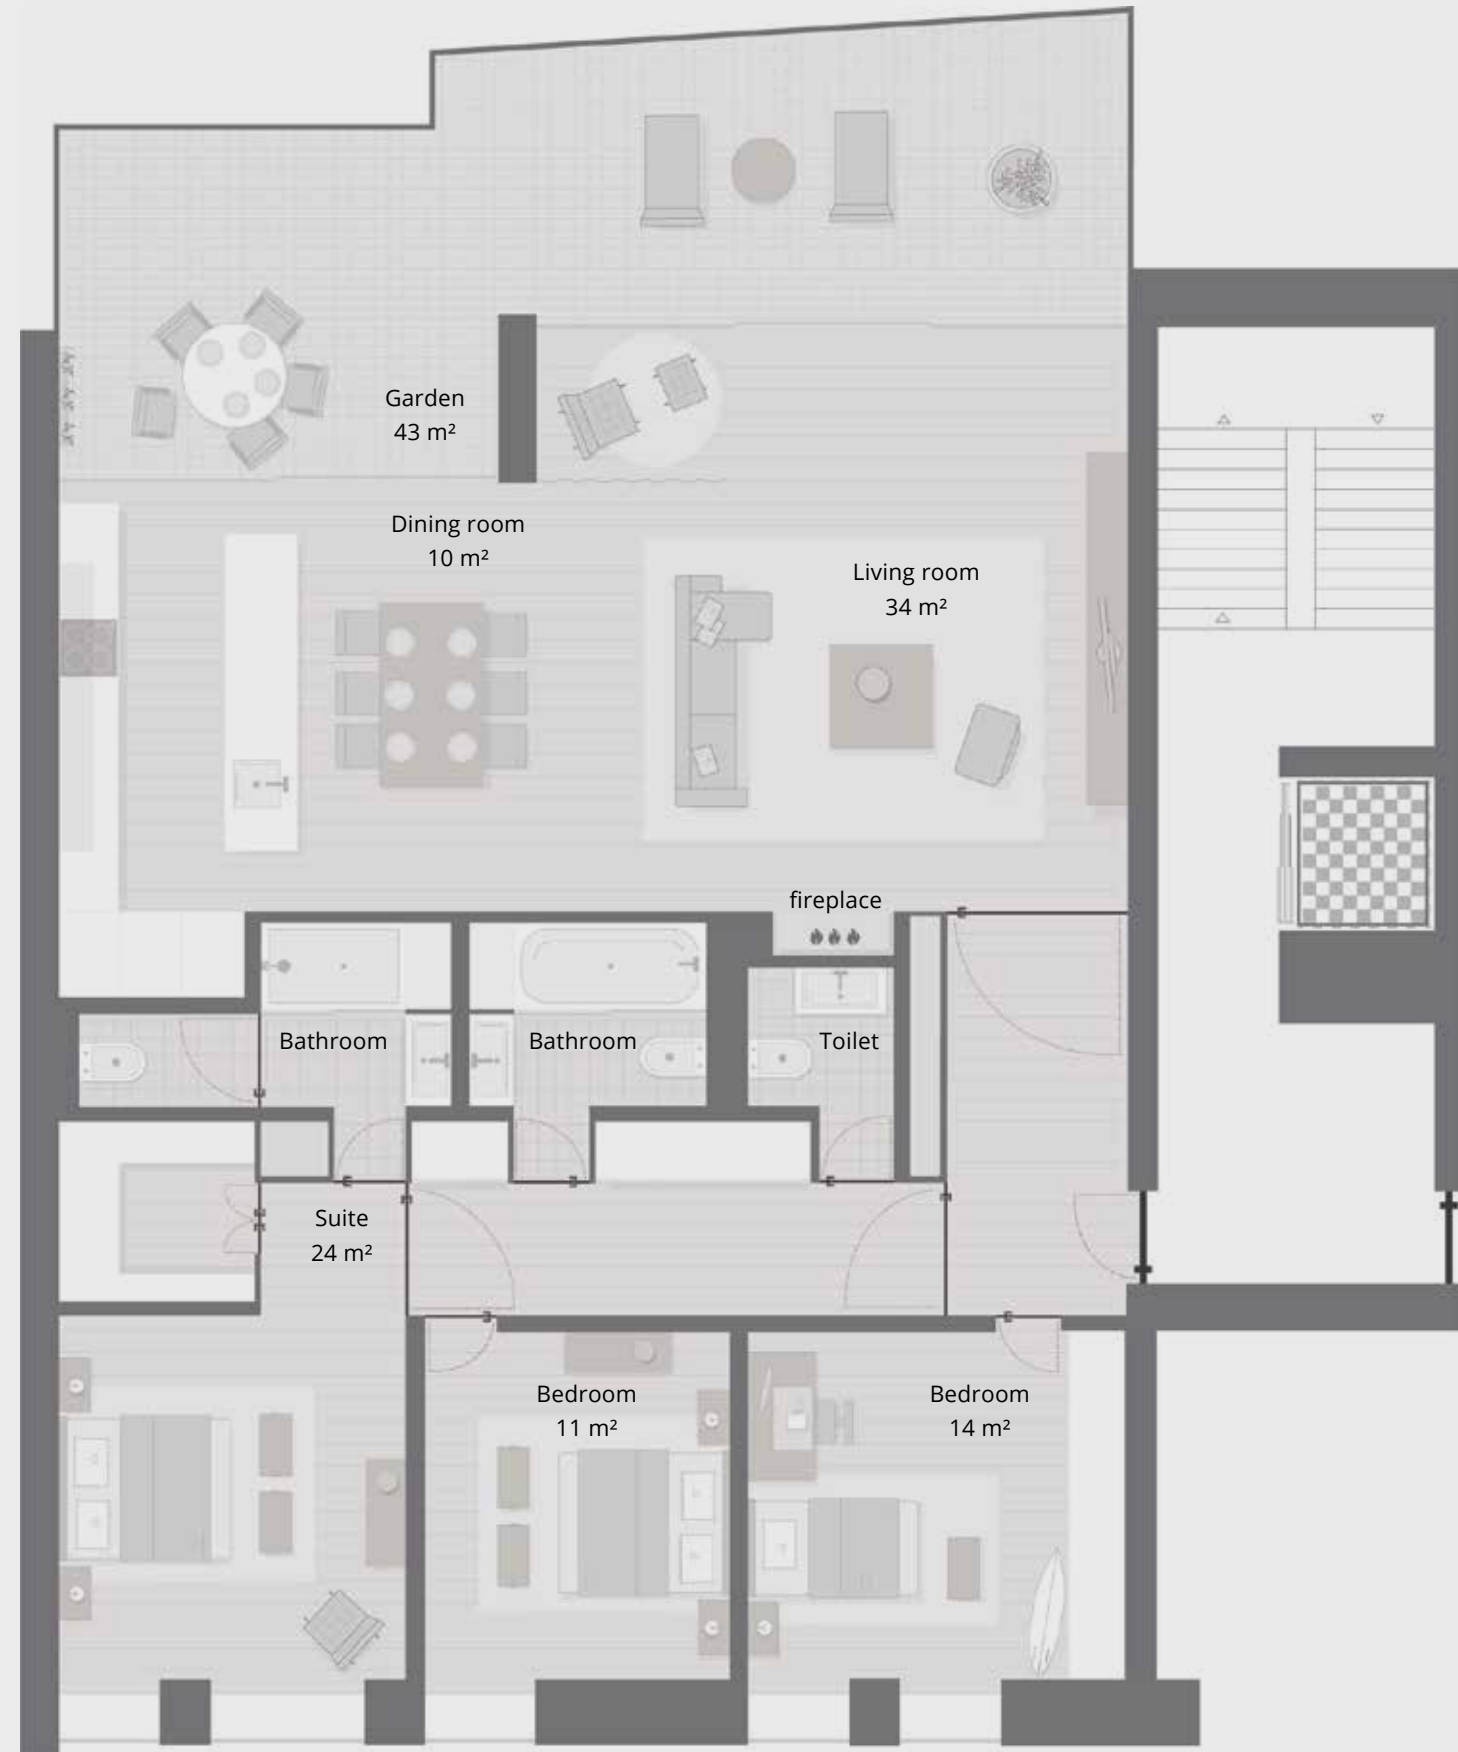 Garden
43 m²
Dining room
10 m²
Living room
34 m²
fireplace
Bathroom
Bathroom
Toilet
Suite
24 m²
Bedroom
11 m²
Bedroom
14 m²